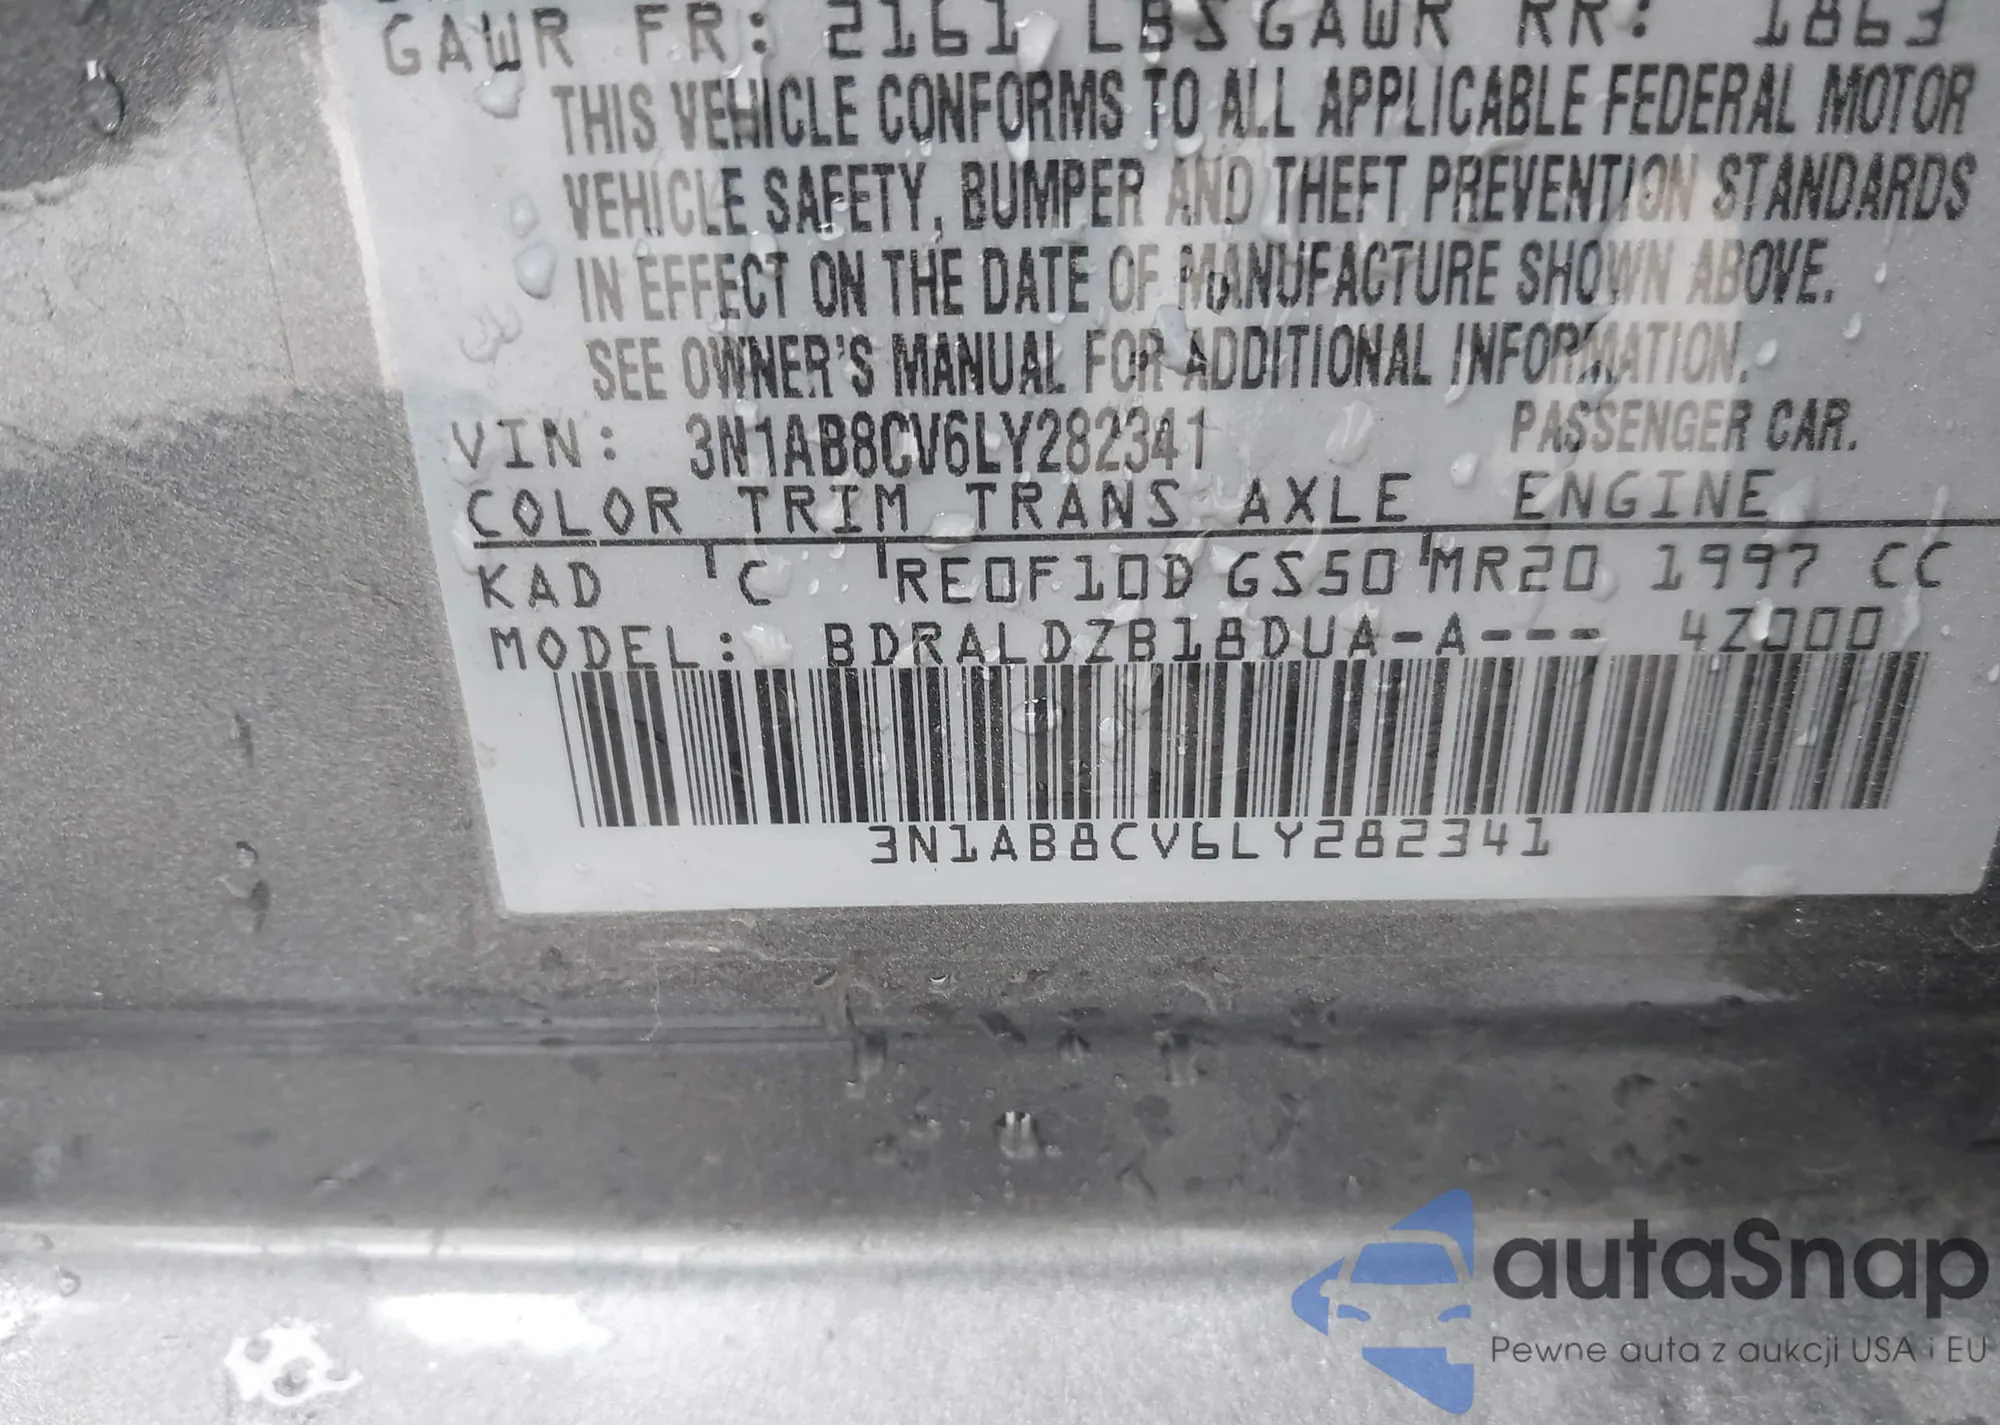 GAWR FR: 2161 LBS GAWR RR: 1863
THIS VEHICLE CONFORMS TO ALL APPLICABLE FEDERAL MOTOR
VEHICLE SAFETY, BUMPER AND THEFT PREVENTION STANDARDS
IN EFFECT ON THE DATE OF MANUFACTURE SHOWN ABOVE.
SEE OWNER'S MANUAL FOR ADDITIONAL INFORMATION.
VIN: 3N1AB8CV6LY282341 PASSENGER CAR.
COLOR TRIM TRANS AXLE ENGINE
KAD C RE0F10D GS50 MR20 1997 CC
MODEL: BDRALDZB18DUA-A--- 4Z000
3N1AB8CV6LY282341
autaSnap
Pewne auta z aukcji USA i EU